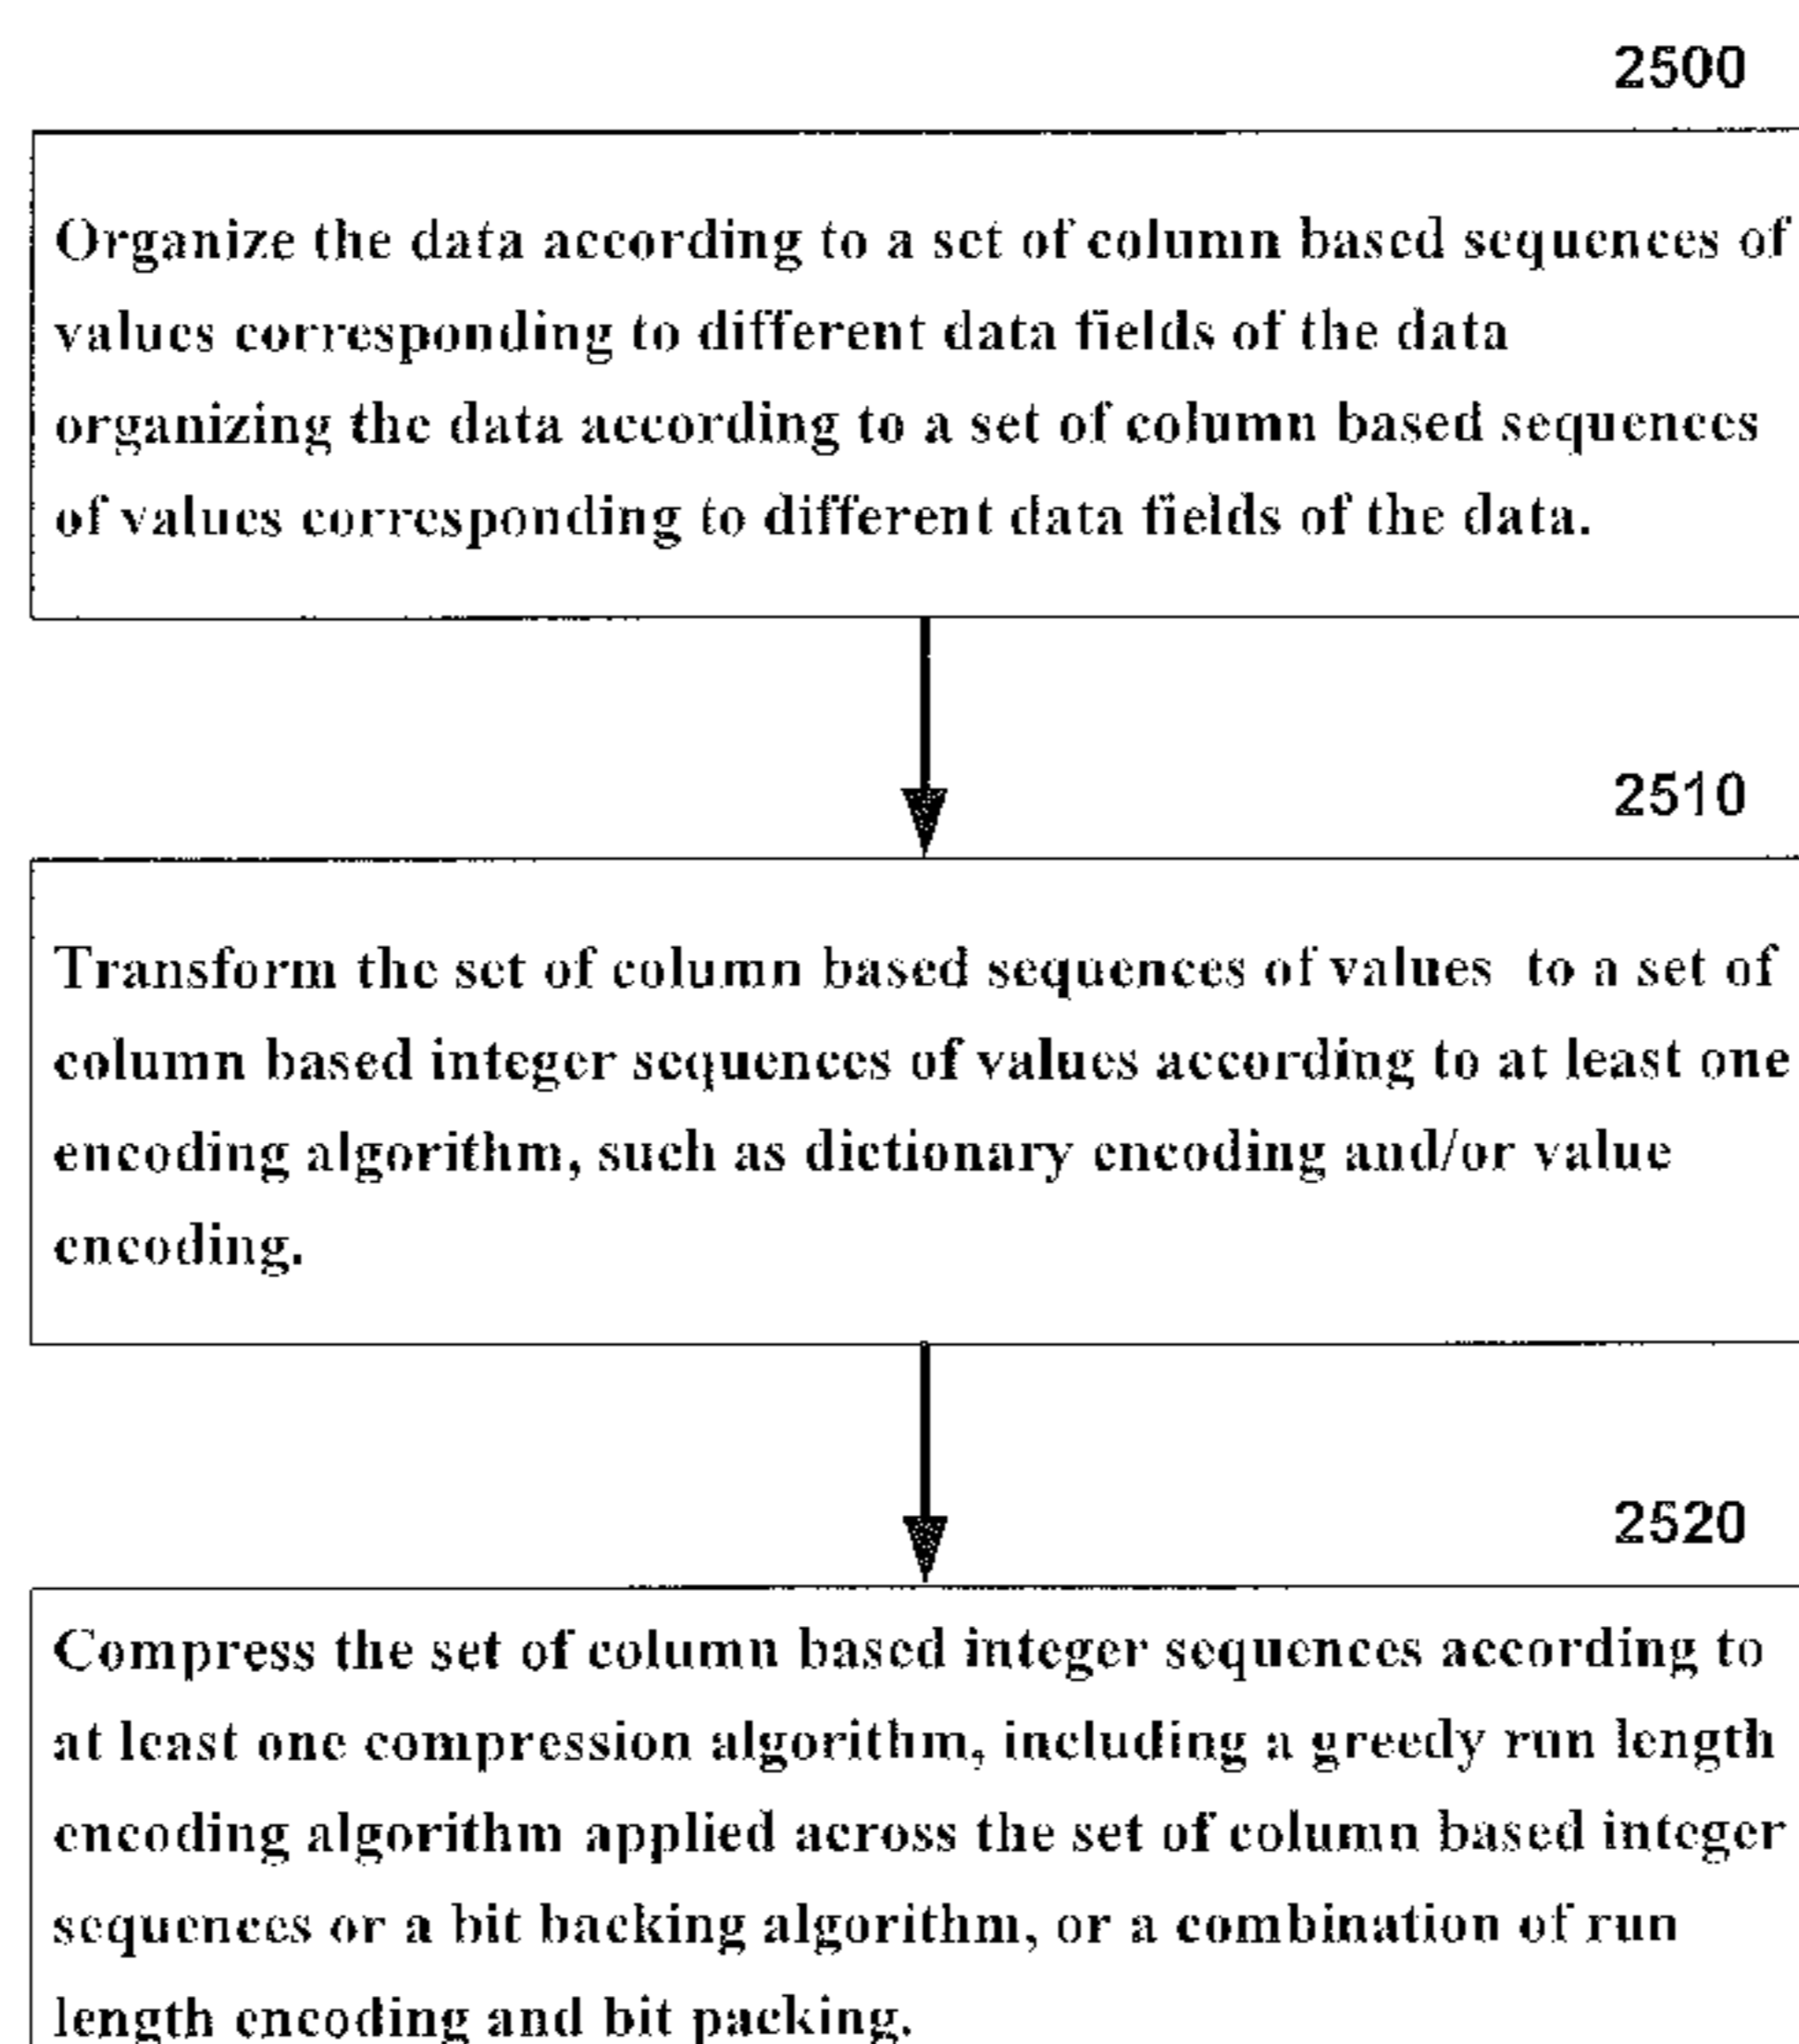 2500
Organize the data according to a set of column based sequences of
values corresponding to different data fields of the data
organizing the data according to a set of column based sequences
of values corresponding to different data fields of the data.
2510
Transform the set of column based sequences of values to a set of
column based integer sequences of values according to at least one
encoding algorithm, such as dictionary encoding and/or value
encoding.
2520
Compress the set of column based integer sequences according to
at least one compression algorithm, including a greedy run length
encoding algorithm applied across the set of column based integer
sequences or a bit backing algorithm, or a combination of run
length encoding and bit packing.